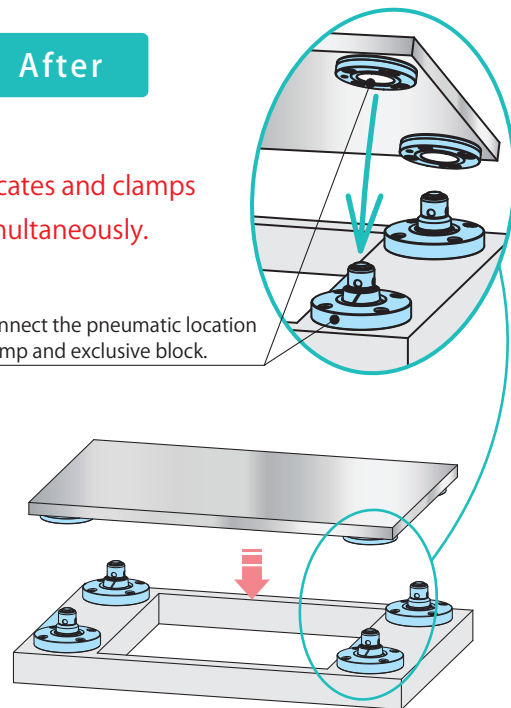 After
cates and clamps
multaneously.
nnect the pneumatic location
mp and exclusive block.